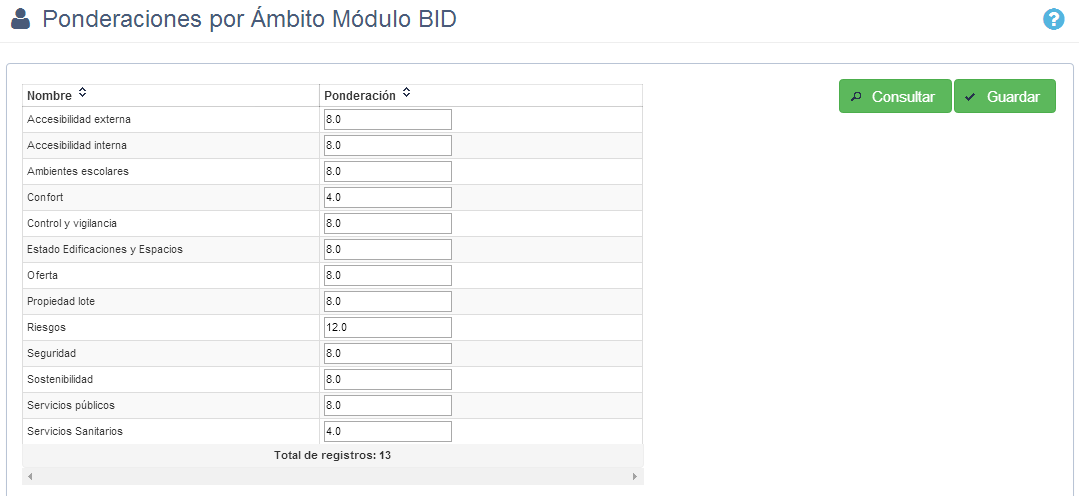 Ponderaciones por Ámbito Módulo BID
?
Consultar Guardar
Nombre Ponderación
Accesibilidad externa 8.0
Accesibilidad interna 8.0
Ambientes escolares 8.0
Confort 4.0
Control y vigilancia 8.0
Estado Edificaciones y Espacios 8.0
Oferta 8.0
Propiedad lote 8.0
Riesgos 12.0
Seguridad 8.0
Sostenibilidad 8.0
Servicios públicos 8.0
Servicios Sanitarios 4.0
Total de registros: 13